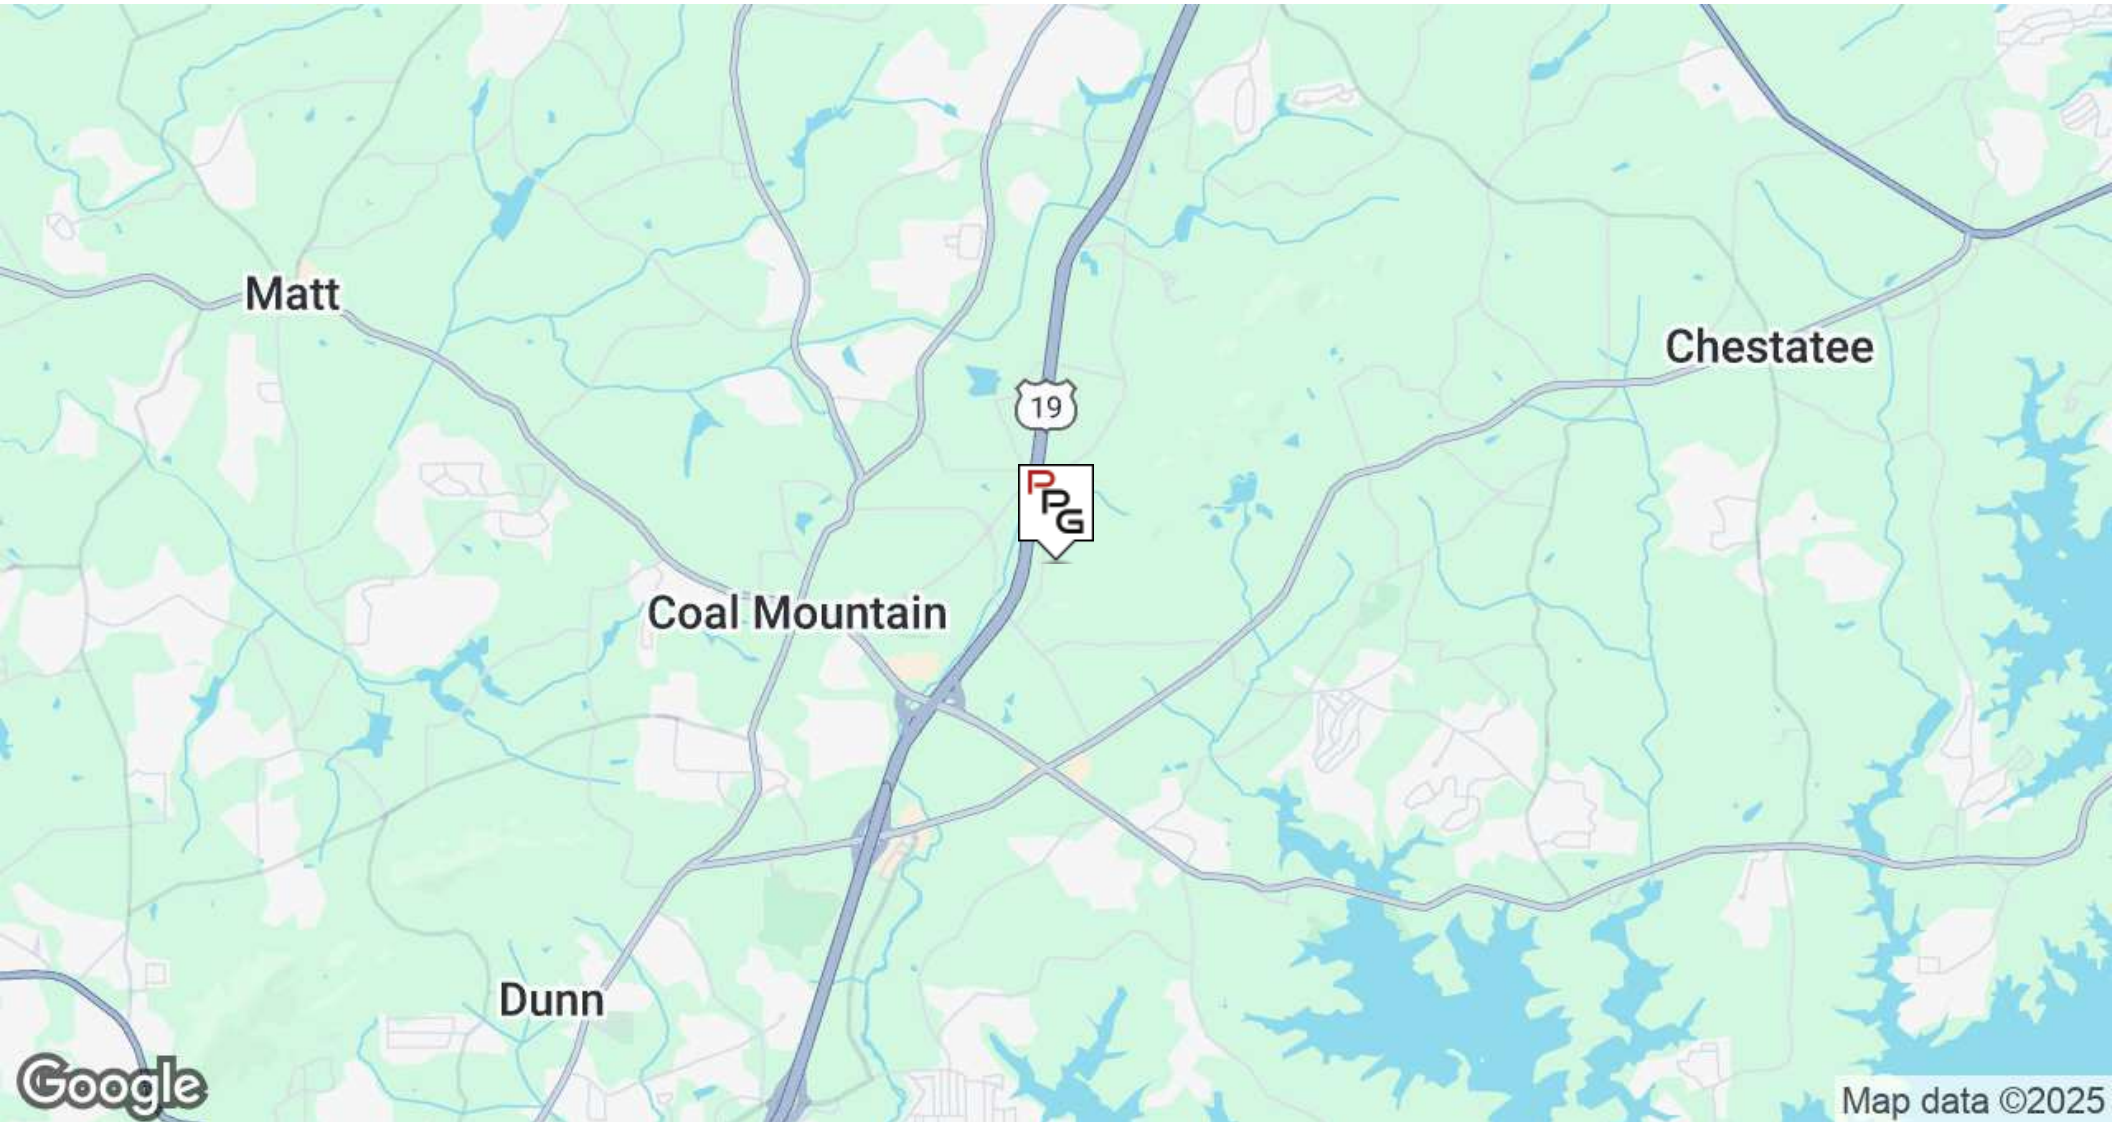 Matt
Chestatee
19
PPG
Coal Mountain
Dunn
Google
Map data ©2025